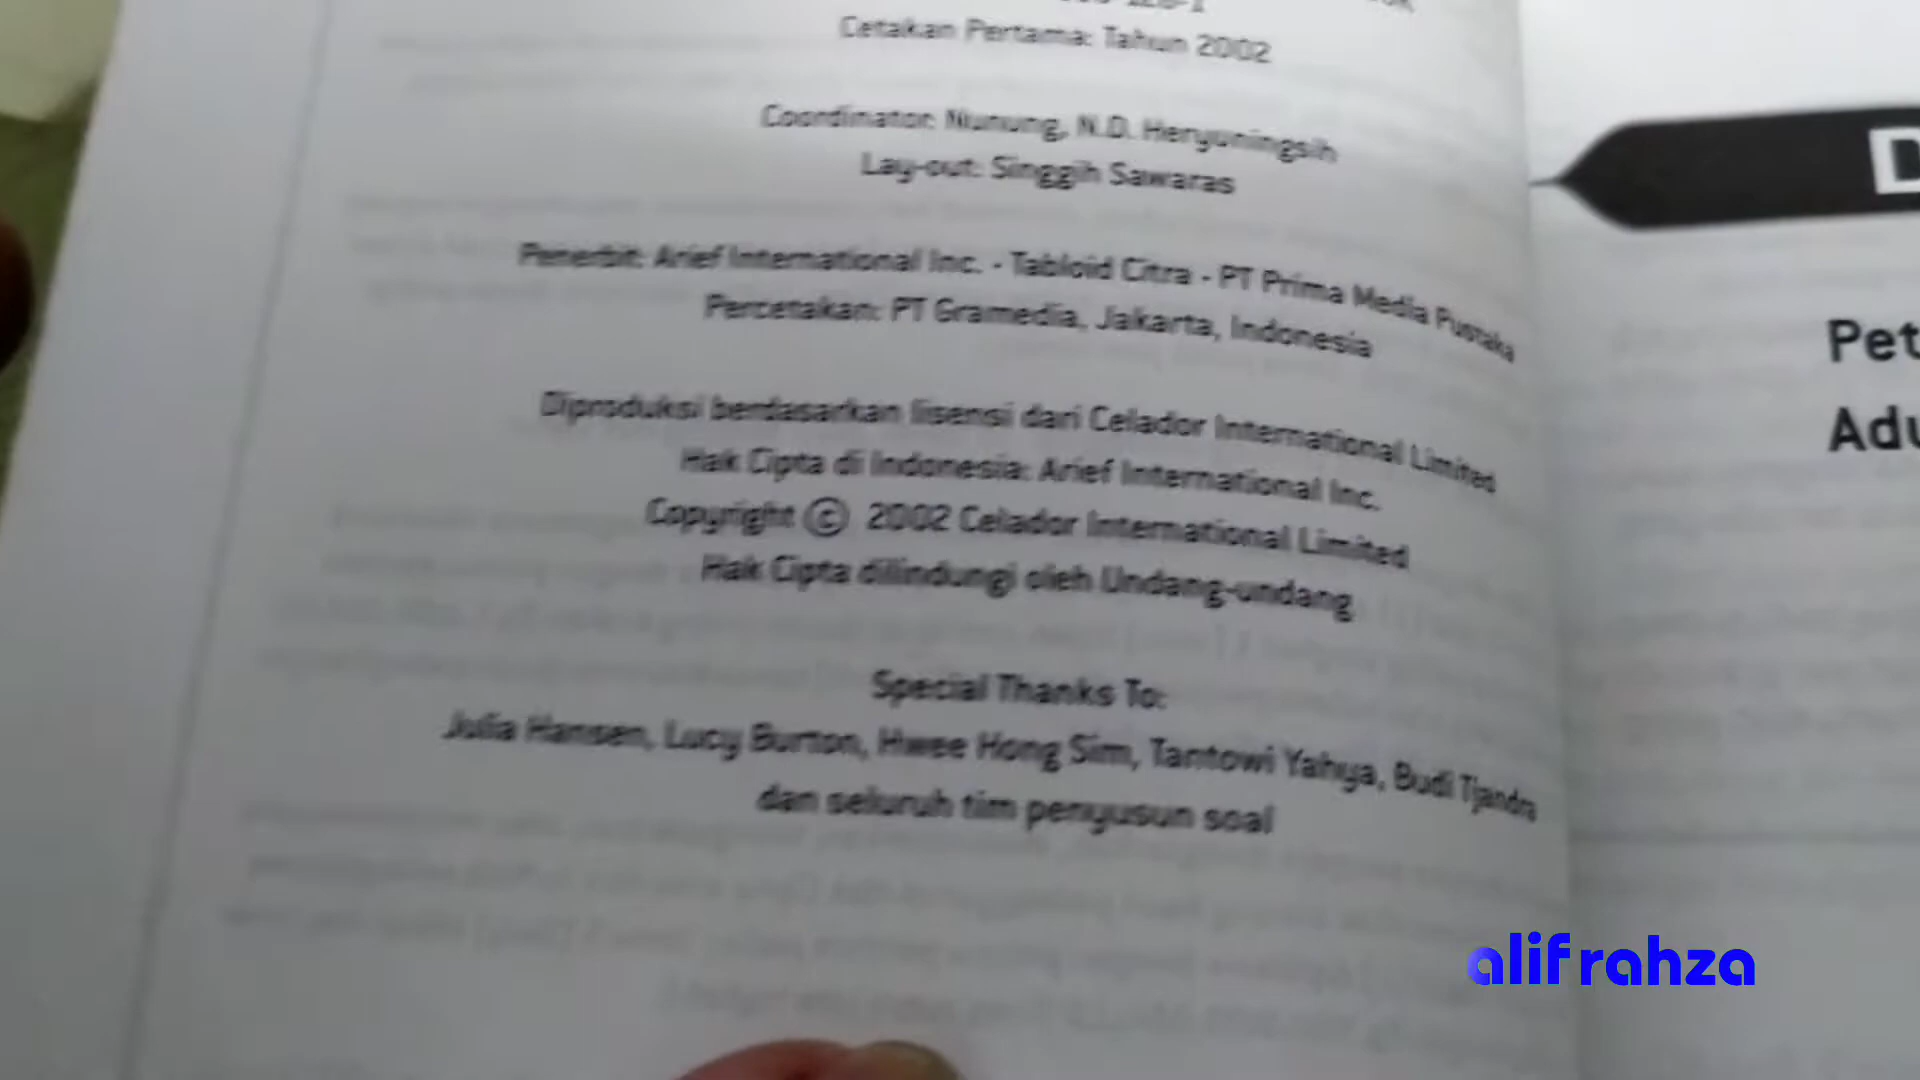 Cetakan Pertama: Tahun 2002
Coordinator: Nunung, N.D. Heryuningsih
Lay-out: Singgih Sawaras
Penerbit: Arief International Inc. - Tabloid Citra - PT Prima Media Pustaka
Percetakan: PT Gramedia, Jakarta, Indonesia
Diproduksi berdasarkan lisensi dari Celador International Limited
Hak Cipta di Indonesia: Arief International Inc.
Copyright © 2002 Celador International Limited
Hak Cipta dilindungi oleh Undang-undang
Special Thanks To:
Julia Hansen, Lucy Burton, Hwee Hong Sim, Tantowi Yahya, Budi Tjandra
dan seluruh tim penyusun soal
Pet
Adu
alifrahza